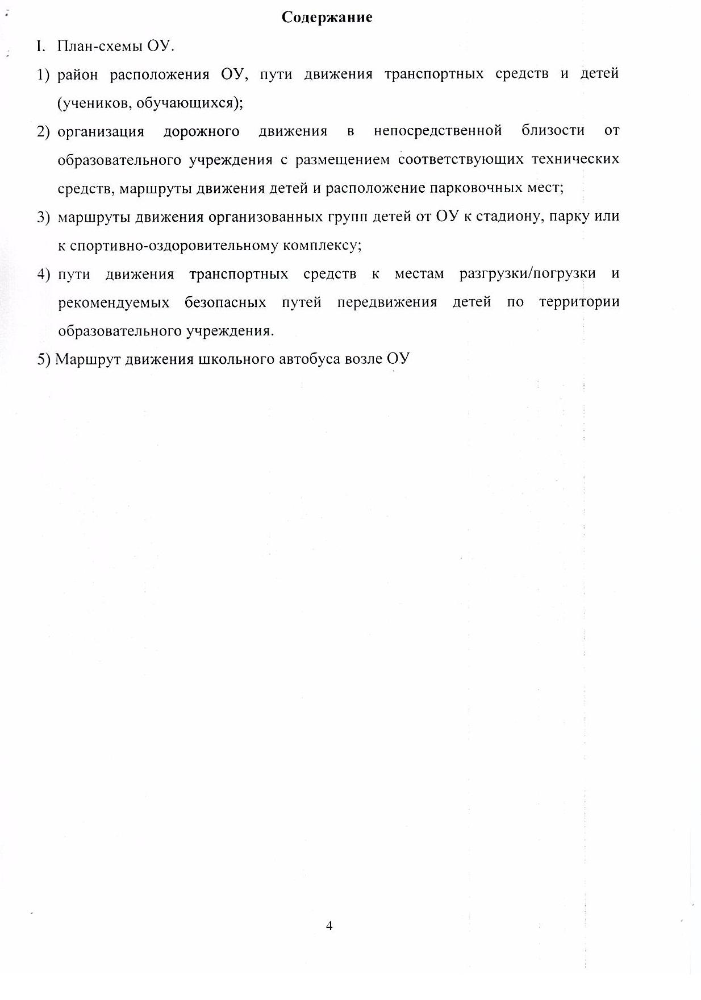 Содержание
I. План-схемы ОУ.
1) район расположения ОУ, пути движения транспортных средств и детей
(учеников, обучающихся);
2) организация дорожного движения в непосредственной близости от
образовательного учреждения с размещением соответствующих технических
средств, маршруты движения детей и расположение парковочных мест;
3) маршруты движения организованных групп детей от ОУ к стадиону, парку или
к спортивно-оздоровительному комплексу;
4) пути движения транспортных средств к местам разгрузки/погрузки и
рекомендуемых безопасных путей передвижения детей по территории
образовательного учреждения.
5) Маршрут движения школьного автобуса возле ОУ
4